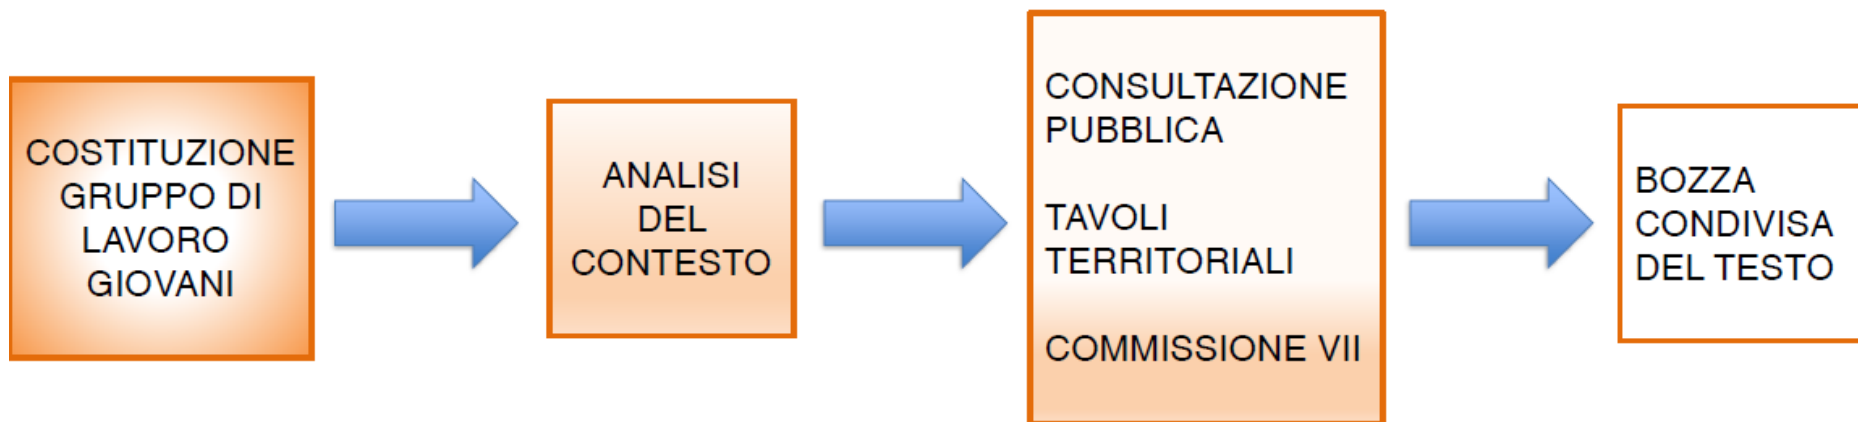 COSTITUZIONE
GRUPPO DI
LAVORO
GIOVANI
ANALISI
DEL
CONTESTO
CONSULTAZIONE
PUBBLICA
TAVOLI
TERRITORIALI
COMMISSIONE VII
BOZZA
CONDIVISA
DEL TESTO